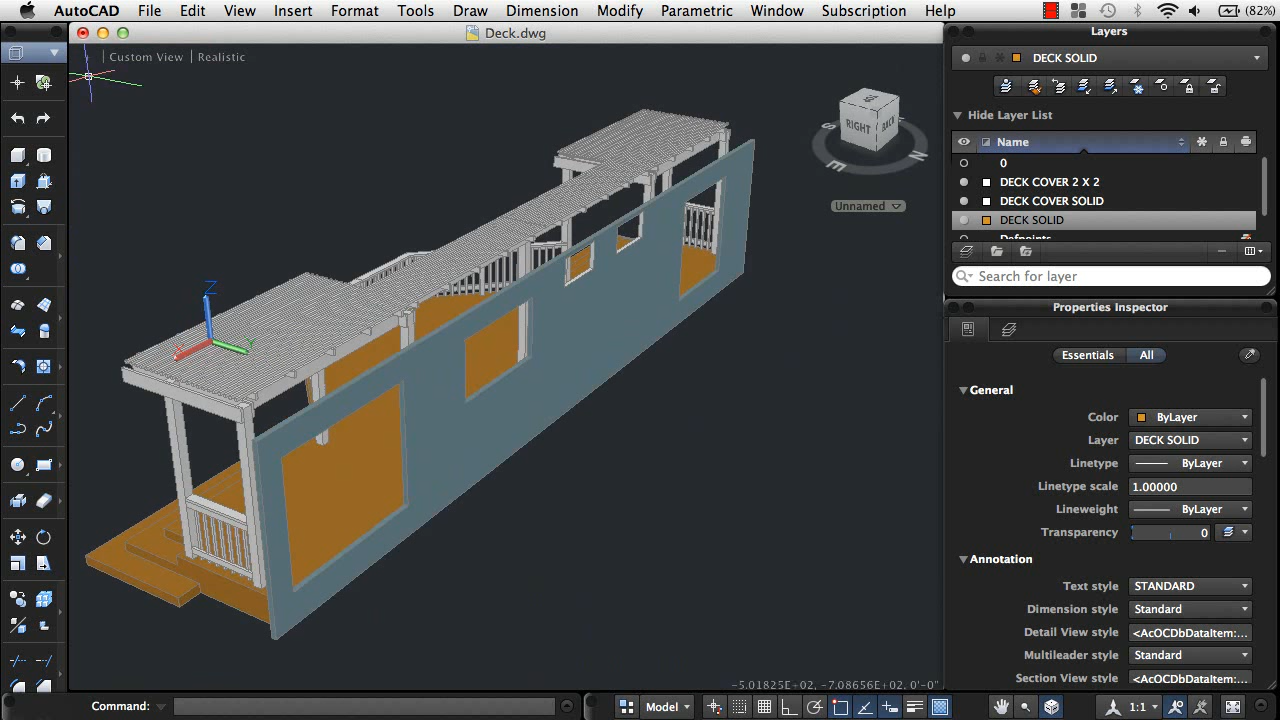 AutoCAD File Edit View Insert Format Tools Draw Dimension Modify Parametric Window Subscription Help (82%)
Deck.dwg
Custom View Realistic
RIGHT BACK
S E N
Unnamed
Z
X Y
-5.01825E+02, -7.08656E+02, 0'-0"
Layers
DECK SOLID
Hide Layer List
Name
0
DECK COVER 2 X 2
DECK COVER SOLID
DECK SOLID
Defpoints
Search for layer
Properties Inspector
Essentials All
General
Color ByLayer
Layer DECK SOLID
Linetype ByLayer
Linetype scale 1.00000
Lineweight ByLayer
Transparency 0
Annotation
Text style STANDARD
Dimension style Standard
Detail View style <AcOCDbDataItem:...
Multileader style Standard
Section View style <AcOCDbDataItem:...
Command: Model 1:1